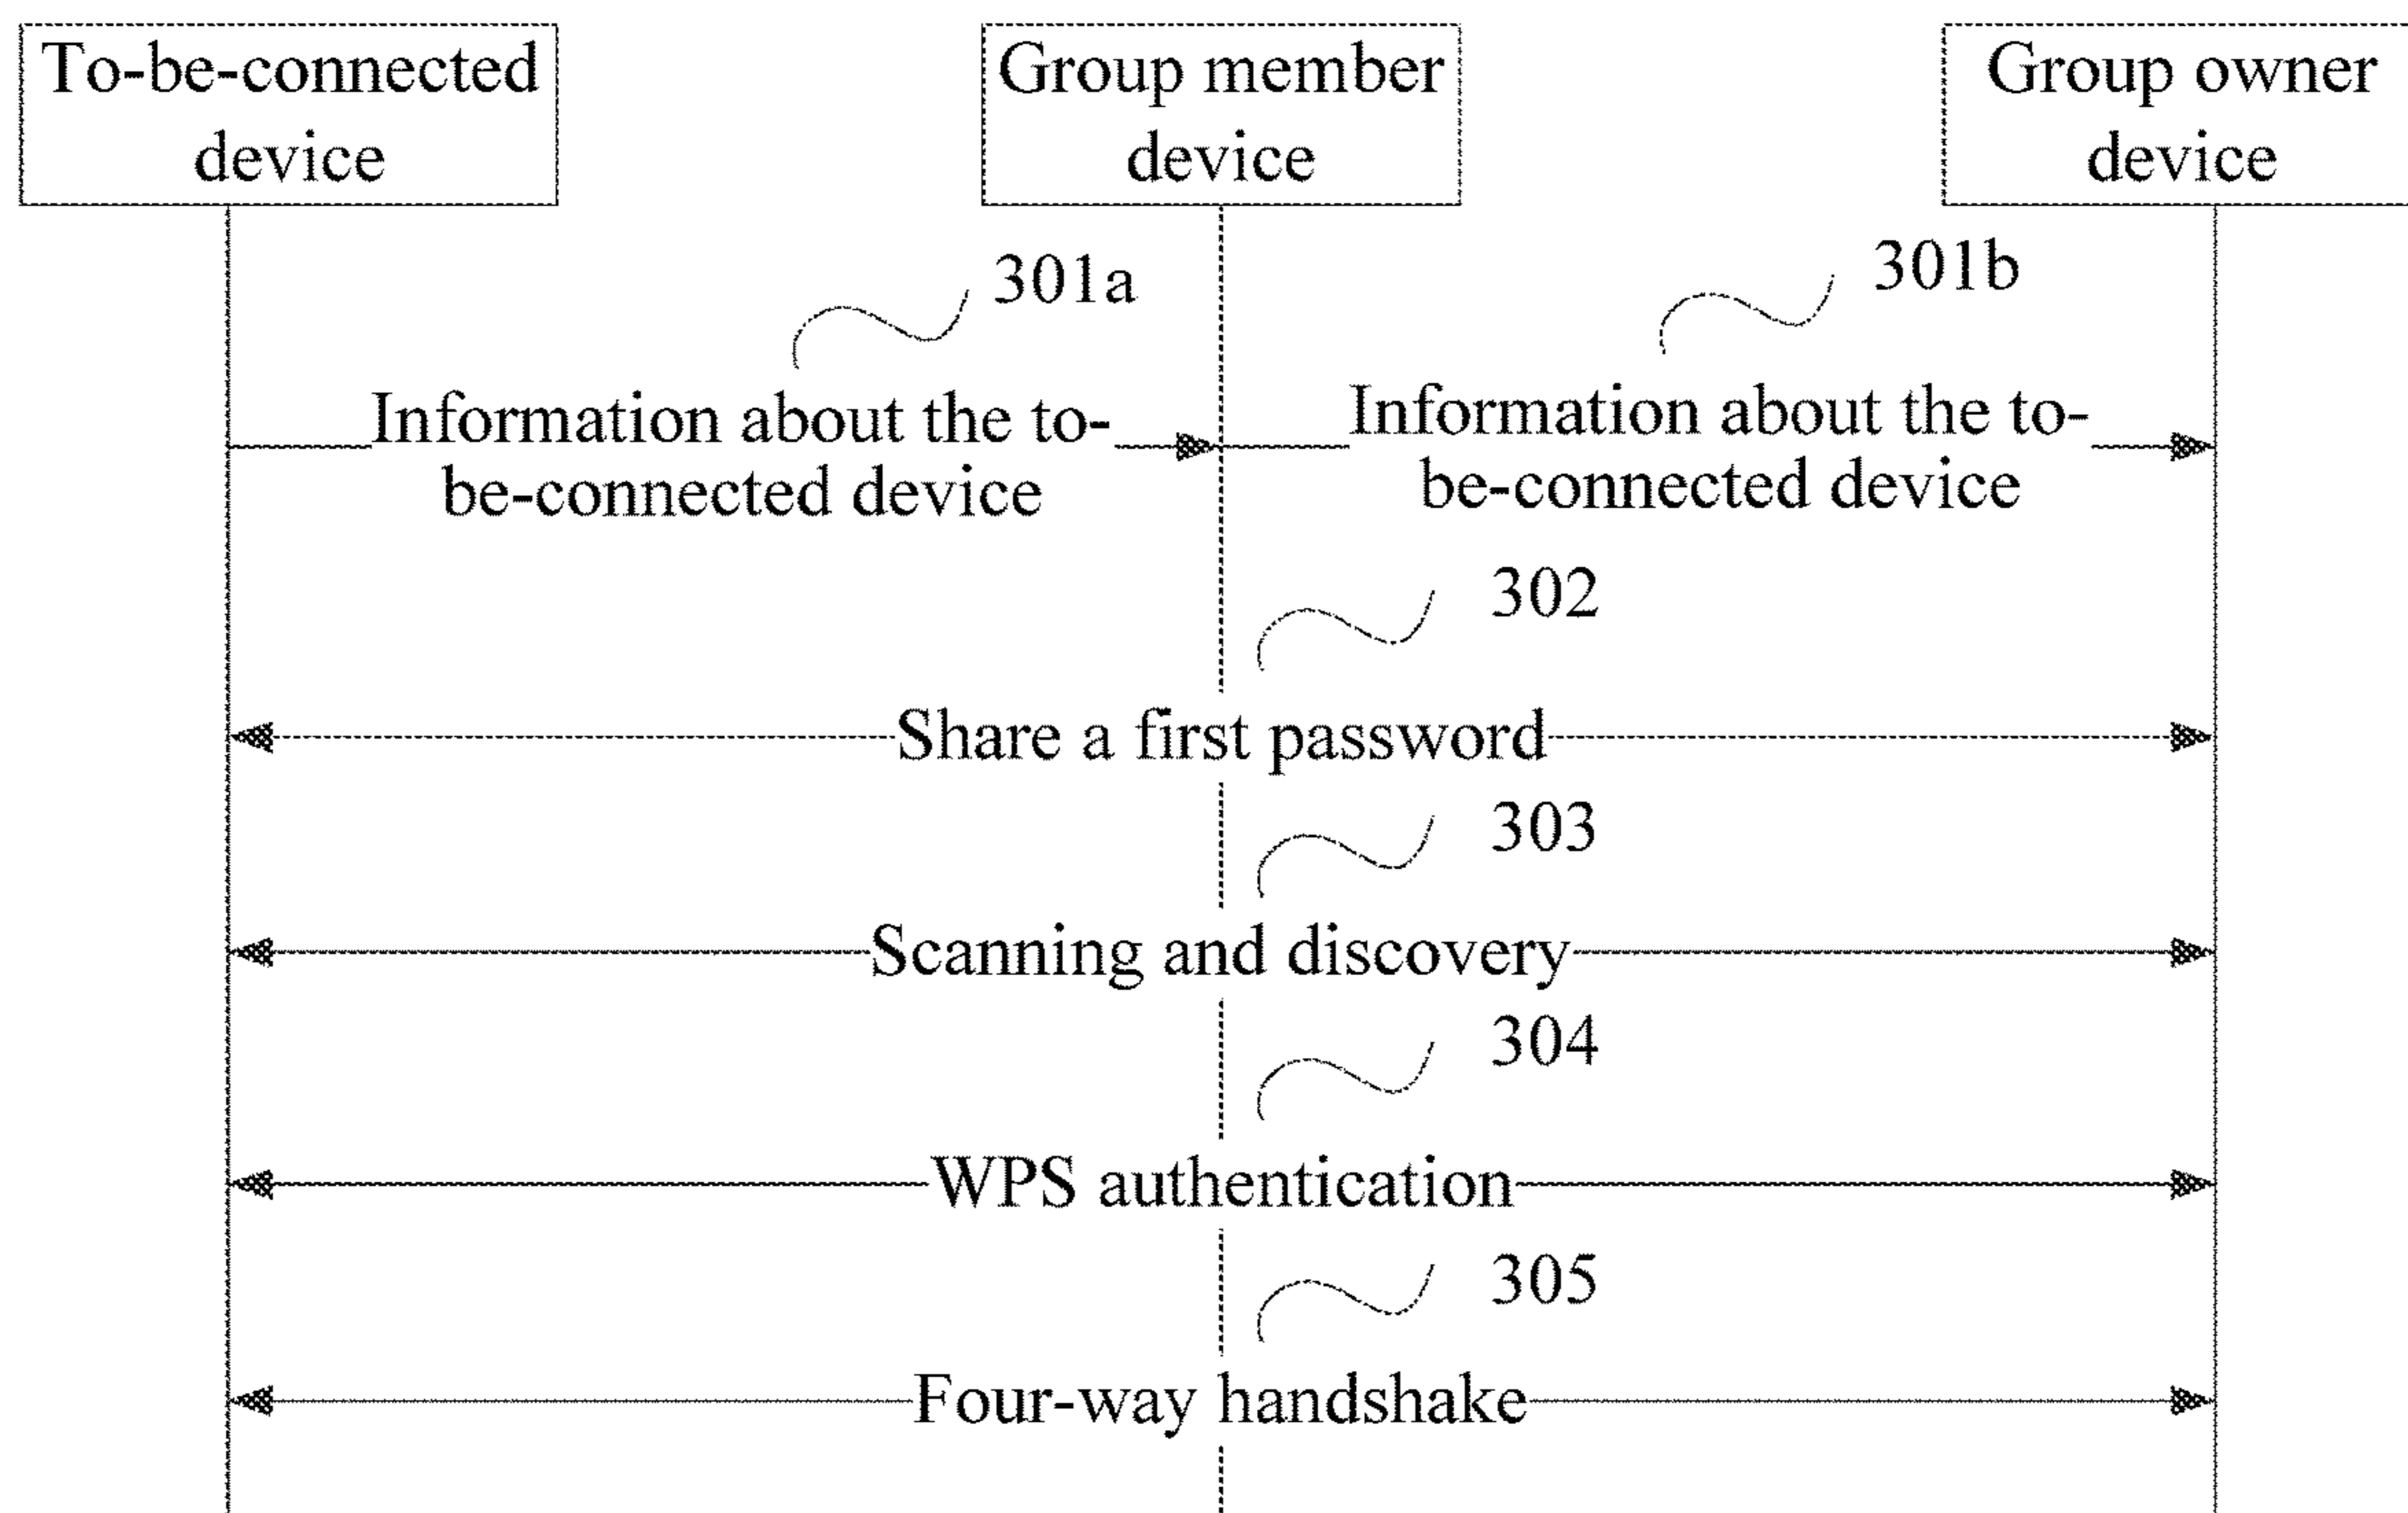 To-be-connected
device
Group member
device
Group owner
device
301a
301b
Information about the to-
be-connected device
Information about the to-
be-connected device
302
Share a first password
303
Scanning and discovery
304
WPS authentication
305
Four-way handshake